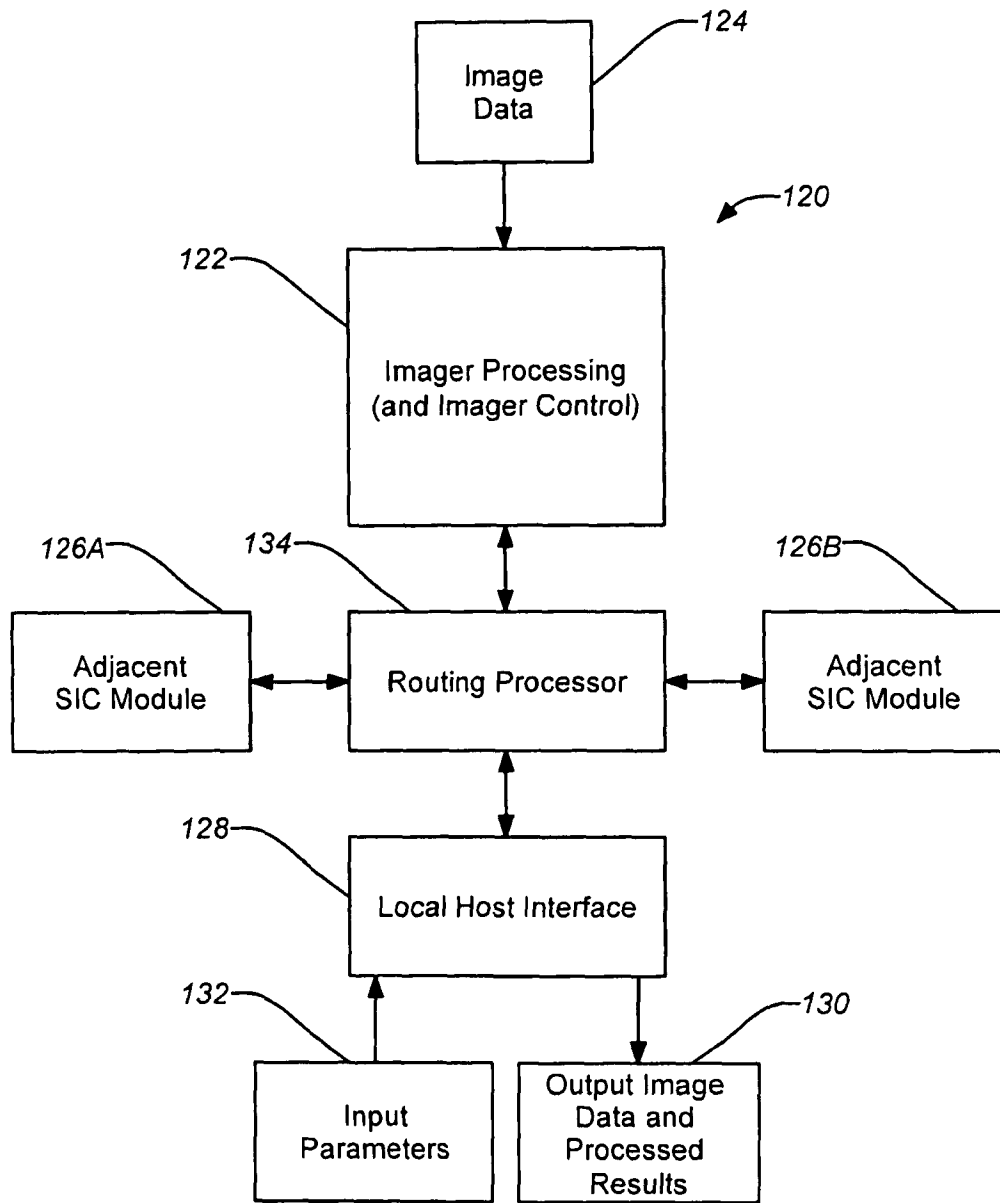 124
Image
Data
120
122
Imager Processing
(and Imager Control)
126A
134
126B
Adjacent
SIC Module
Routing Processor
Adjacent
SIC Module
128
Local Host Interface
132
130
Input
Parameters
Output Image
Data and
Processed
Results